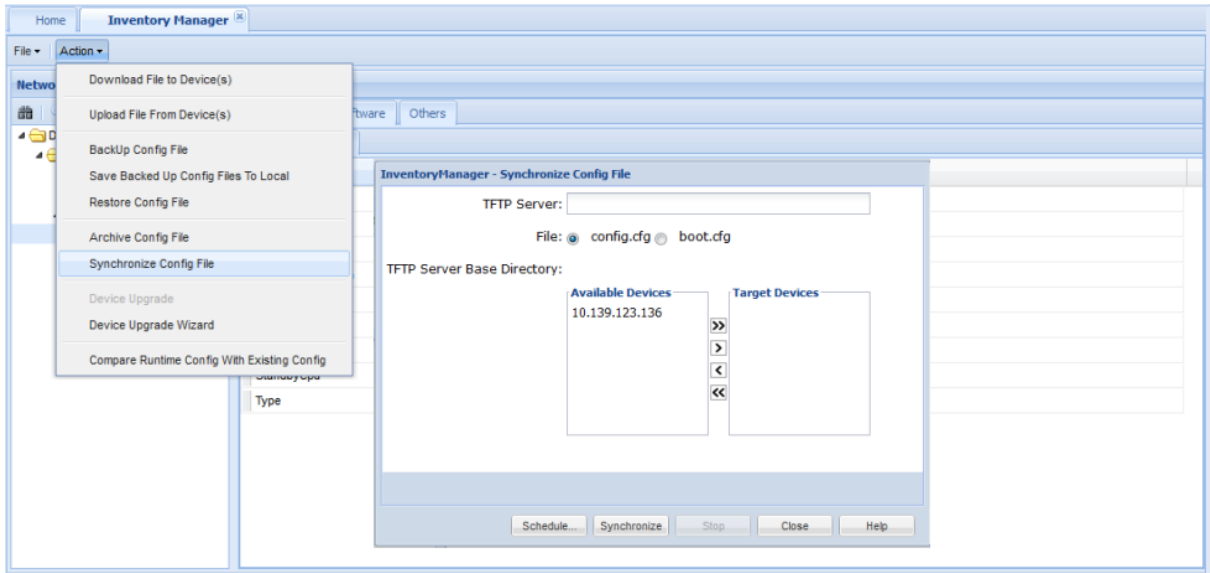 Home
Inventory Manager
File
Action
Netwo
Download File to Device(s)
Upload File From Device(s)
BackUp Config File
Save Backed Up Config Files To Local
Restore Config File
Archive Config File
Synchronize Config File
Device Upgrade
Device Upgrade Wizard
Compare Runtime Config With Existing Config
ftware
Others
D
StandbyCpu
Type
InventoryManager - Synchronize Config File
TFTP Server:
File: config.cfg boot.cfg
TFTP Server Base Directory:
Available Devices
10.139.123.136
Target Devices
>>
>
<
<<
Schedule... Synchronize Stop Close Help